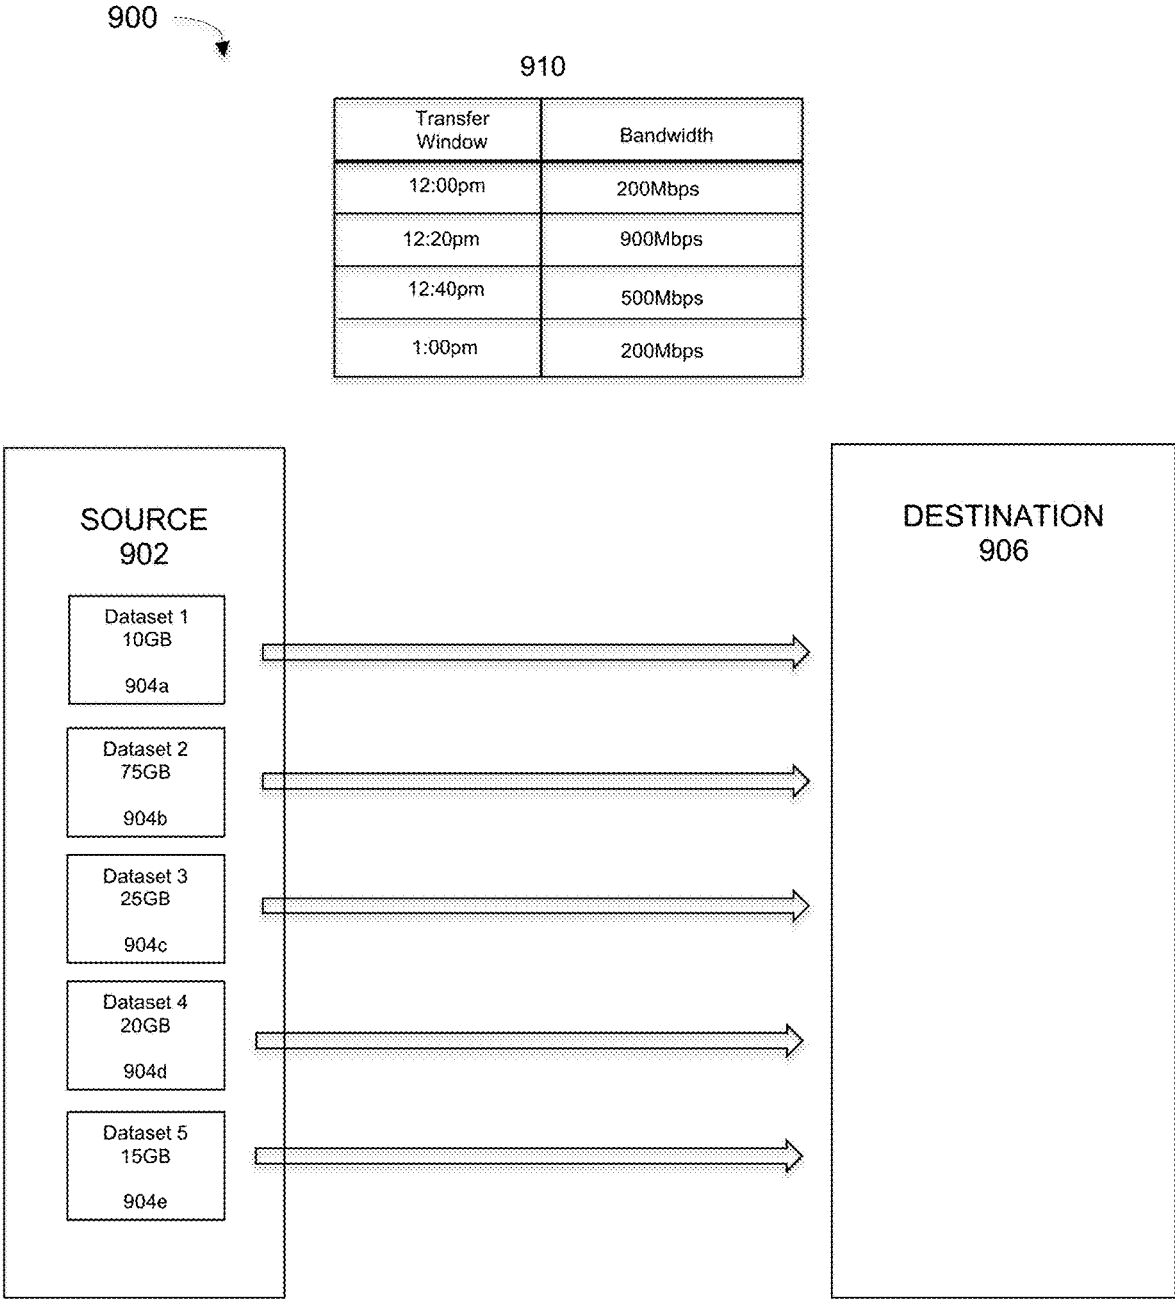 900
910
Transfer
Window
Bandwidth
12:00pm
200Mbps
12:20pm
900Mbps
12:40pm
500Mbps
1:00pm
200Mbps
SOURCE
902
Dataset 1
10GB
904a
Dataset 2
75GB
904b
Dataset 3
25GB
904c
Dataset 4
20GB
904d
Dataset 5
15GB
904e
DESTINATION
906